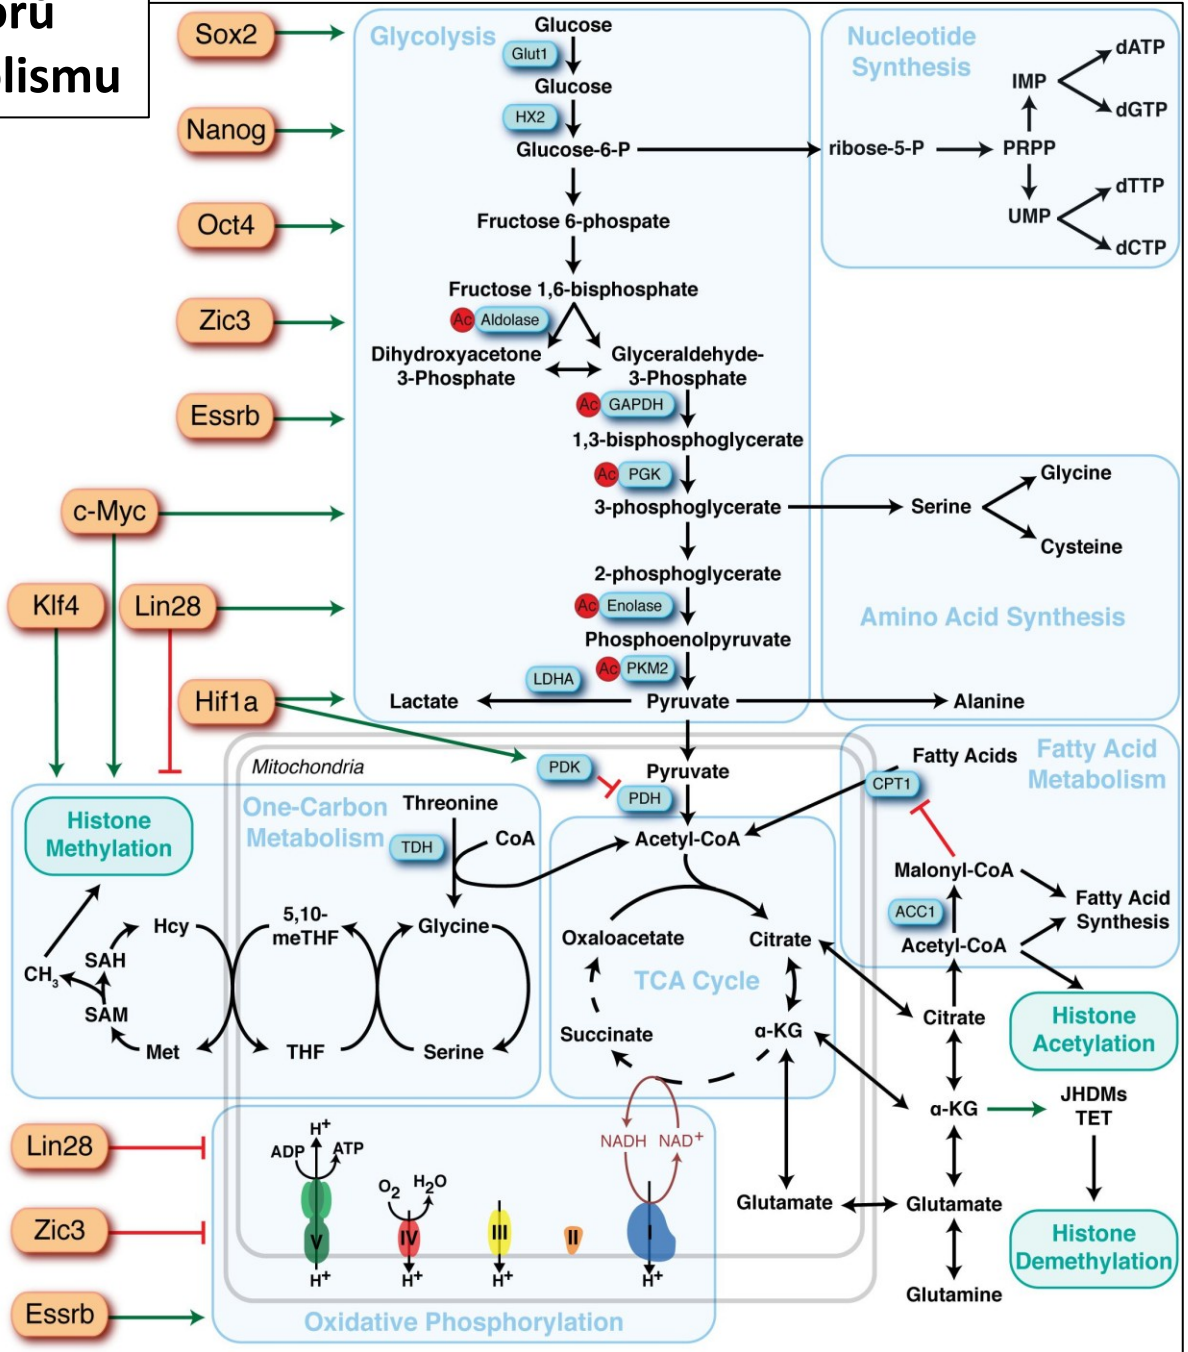 orů
olismu
Sox2
Nanog
Oct4
Zic3
Essrb
c-Myc
Klf4
Lin28
Hif1a
Glycolysis
Glucose
Glut1
Glucose
HX2
Glucose-6-P
Fructose 6-phospate
Fructose 1,6-bisphosphate
Ac
Aldolase
Dihydroxyacetone
3-Phosphate
Glyceraldehyde-
3-Phosphate
Ac
GAPDH
1,3-bisphosphoglycerate
Ac
PGK
3-phosphoglycerate
2-phosphoglycerate
Ac
Enolase
Phosphoenolpyruvate
Ac
PKM2
LDHA
Lactate
Pyruvate
Nucleotide
Synthesis
ribose-5-P
PRPP
IMP
UMP
dATP
dGTP
dTTP
dCTP
Serine
Glycine
Cysteine
Amino Acid Synthesis
Alanine
Mitochondria
PDK
PDH
Pyruvate
Acetyl-CoA
Fatty Acids
Fatty Acid
Metabolism
CPT1
Malonyl-CoA
ACC1
Acetyl-CoA
Fatty Acid
Synthesis
Histone
Methylation
One-Carbon
Metabolism
Threonine
TDH
CoA
Hcy
5,10-
meTHF
Glycine
SAH
CH3
SAM
Met
THF
Serine
Oxaloacetate
Citrate
TCA Cycle
Succinate
α-KG
Citrate
Histone
Acetylation
α-KG
JHDMs
TET
Glutamate
Glutamate
Histone
Demethylation
Glutamine
Lin28
Zic3
Essrb
H+
ADP
ATP
V
H+
O2
H2O
IV
H+
III
H+
II
NADH
NAD+
I
H+
Oxidative Phosphorylation